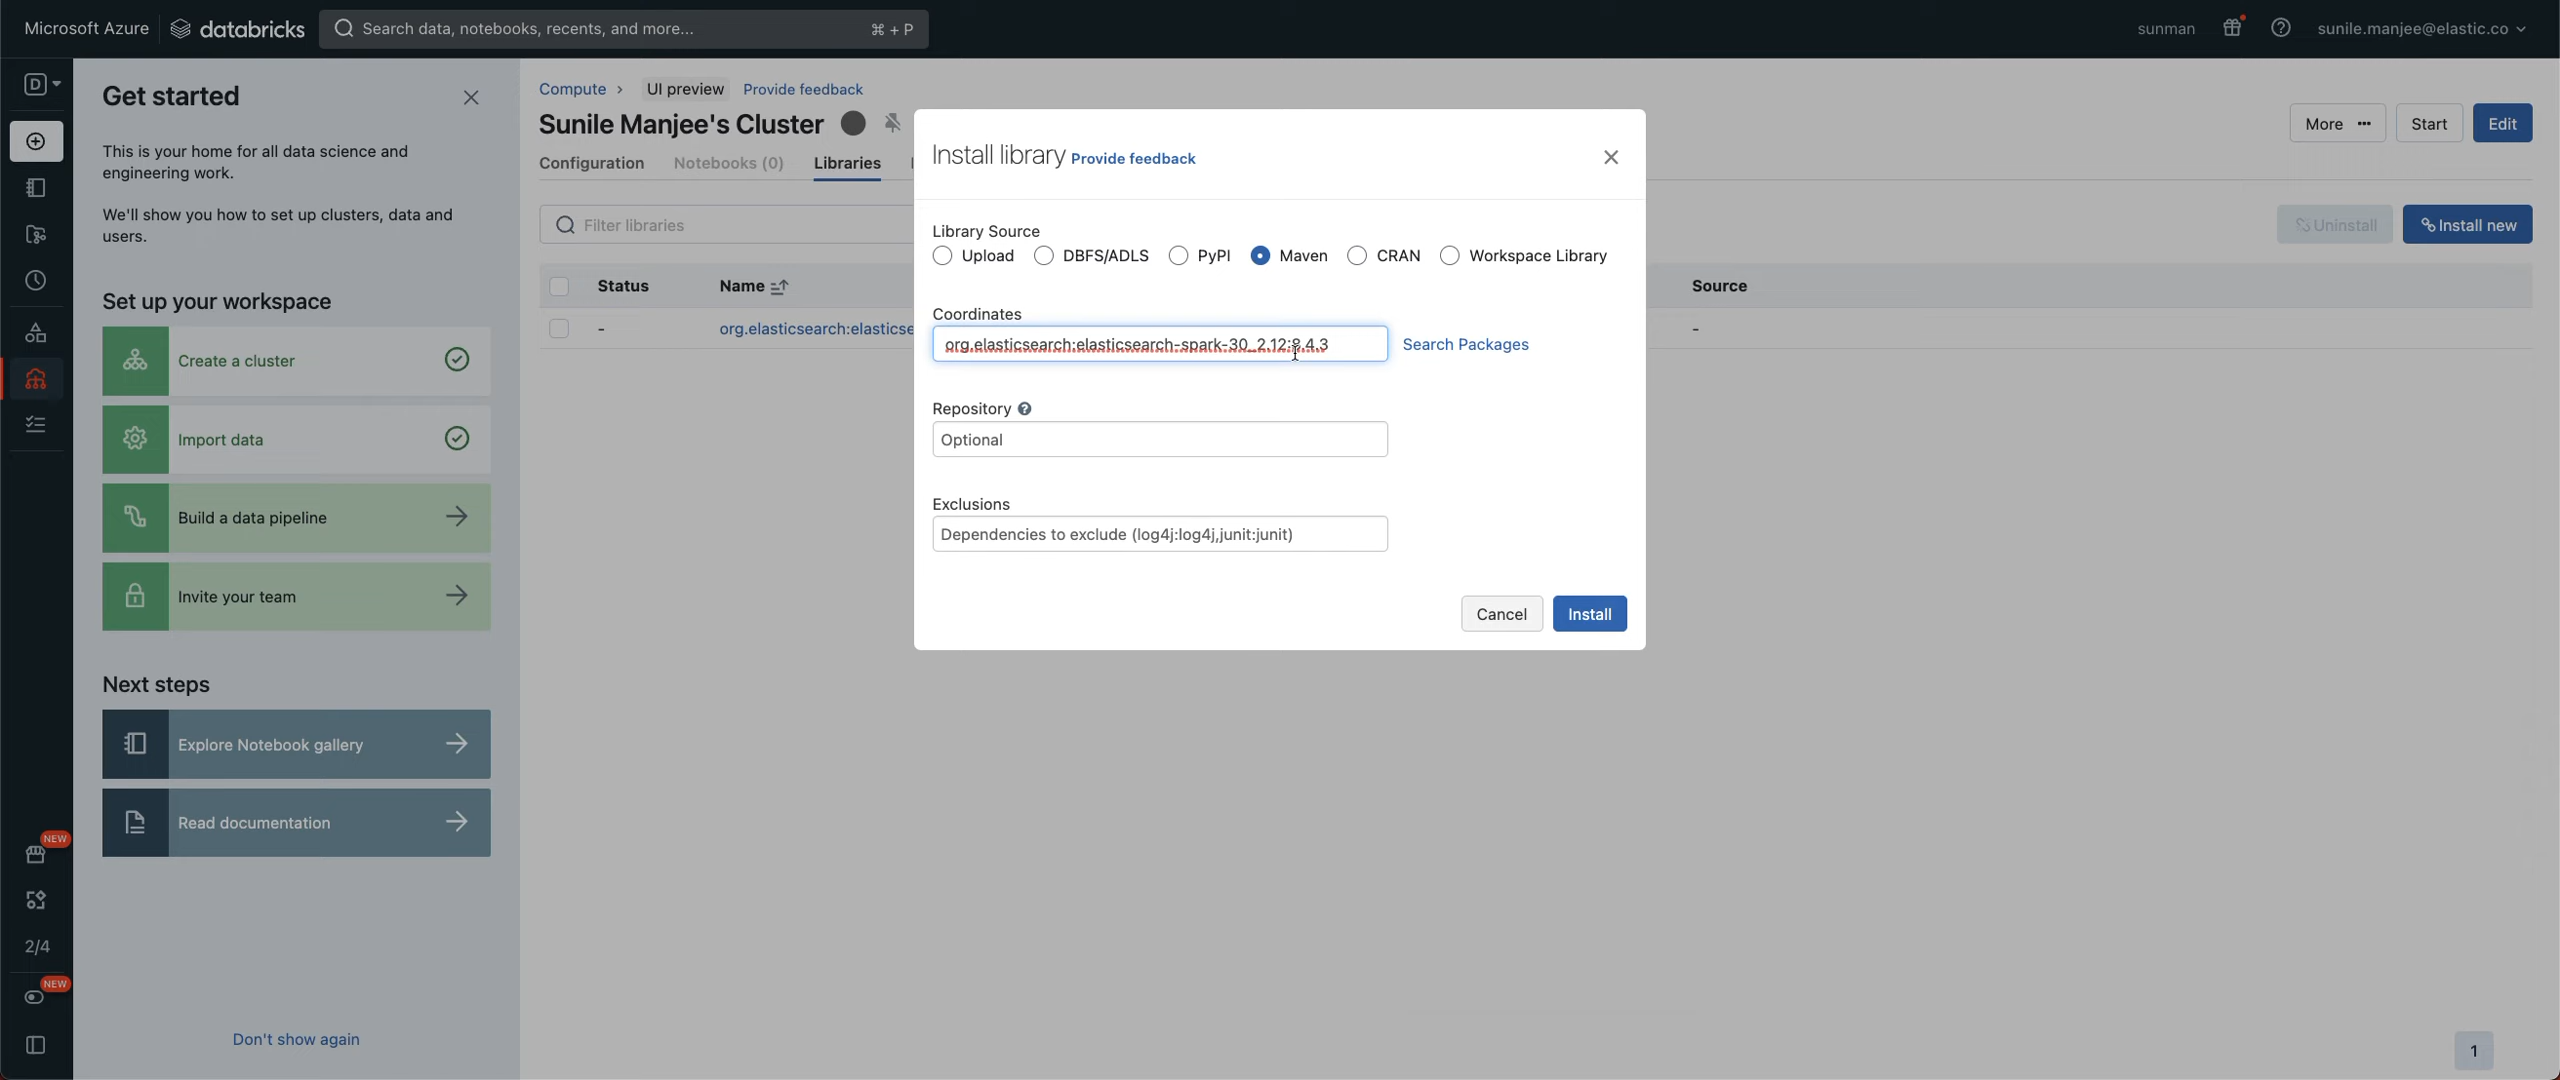 Microsoft Azure
databricks
Search data, notebooks, recents, and more...
⌘ + P
sunman
sunile.manjee@elastic.co
D
Get started
This is your home for all data science and
engineering work.
We'll show you how to set up clusters, data and
users.
Set up your workspace
Create a cluster
Import data
Build a data pipeline
Invite your team
Next steps
Explore Notebook gallery
Read documentation
Don't show again
NEW
2/4
NEW
Compute ›
UI preview
Provide feedback
Sunile Manjee's Cluster
More ···
Start
Edit
Configuration
Notebooks (0)
Libraries
Filter libraries
Uninstall
Install new
Status
Name
Source
-
org.elasticsearch:elasticse
-
Install library
Provide feedback
Library Source
Upload
DBFS/ADLS
PyPI
Maven
CRAN
Workspace Library
Coordinates
org.elasticsearch:elasticsearch-spark-30_2.12:8.4.3
Search Packages
Repository
Optional
Exclusions
Dependencies to exclude (log4j:log4j,junit:junit)
Cancel
Install
1